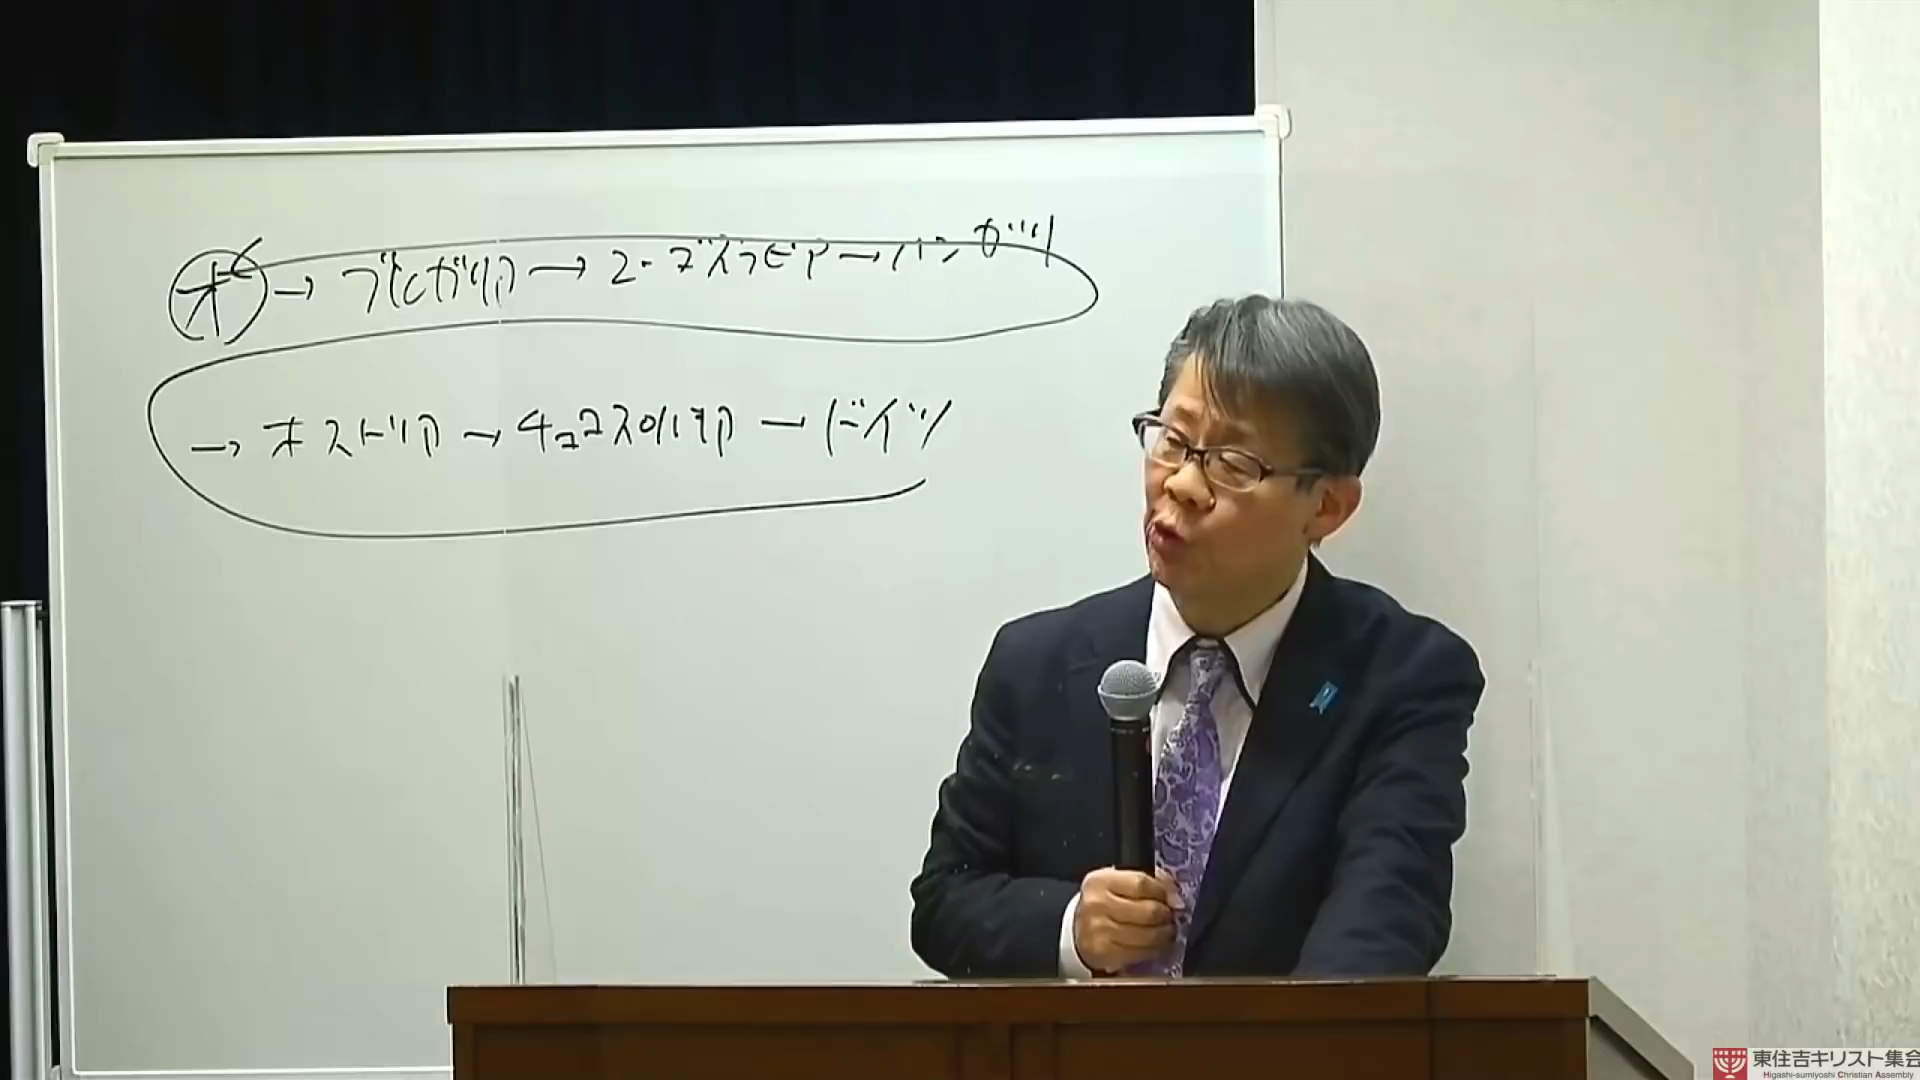 オ → ブルガリア → ユーゴスラビア → ハンガリ
→ オストリア → チェコスロバキア → ドイツ
東住吉キリスト集会
Higashi-sumiyoshi Christian Assembly